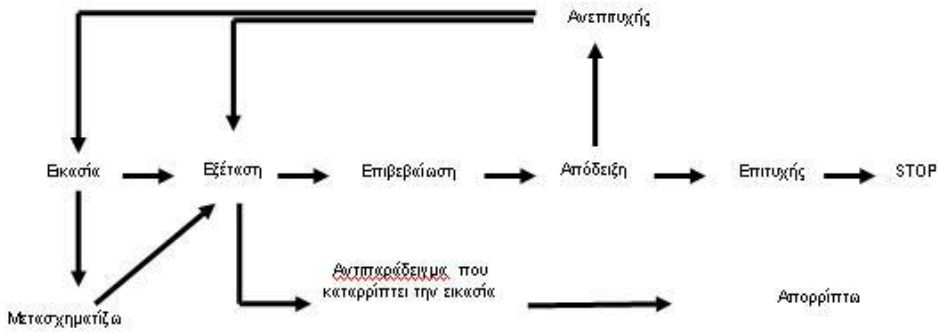 Ανεπιτυχής
Εικασία
Εξέταση
Επιβεβαίωση
Απόδειξη
Επιτυχής
STOP
Αντιπαράδειγμα που
καταρρίπτει την εικασία
Απορρίπτω
Μετασχηματίζω